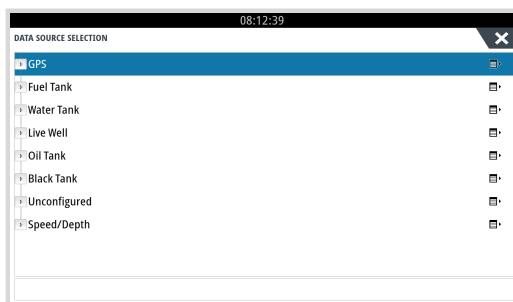 08:12:39
DATA SOURCE SELECTION
GPS
Fuel Tank
Water Tank
Live Well
Oil Tank
Black Tank
Unconfigured
Speed/Depth